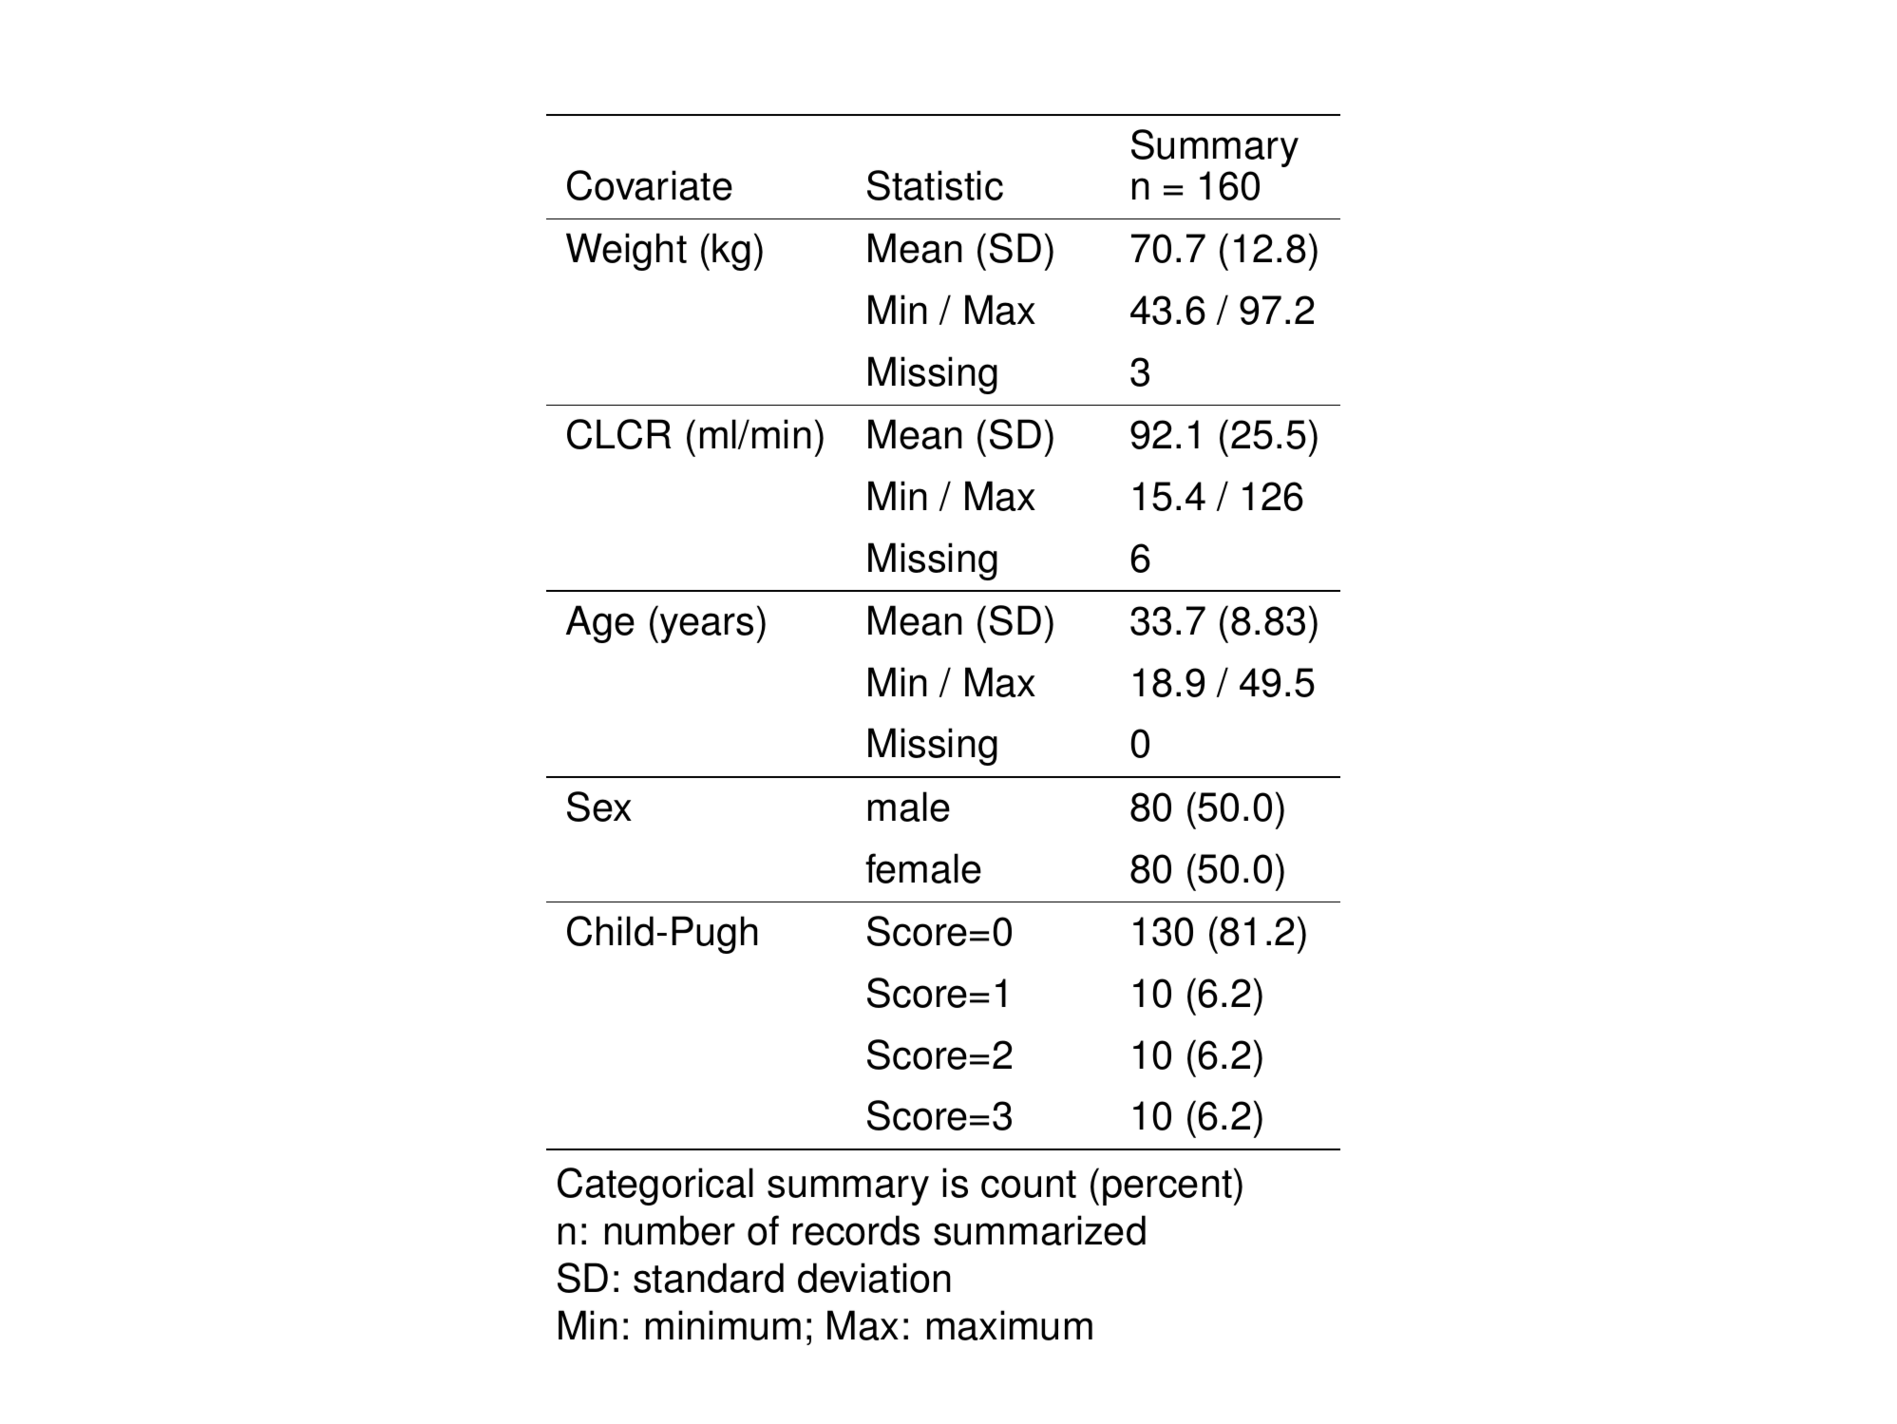 Summary
Covariate Statistic n = 160
Weight (kg) Mean (SD) 70.7 (12.8)
Min / Max 43.6 / 97.2
Missing 3
CLCR (ml/min) Mean (SD) 92.1 (25.5)
Min / Max 15.4 / 126
Missing 6
Age (years) Mean (SD) 33.7 (8.83)
Min / Max 18.9 / 49.5
Missing 0
Sex male 80 (50.0)
female 80 (50.0)
Child-Pugh Score=0 130 (81.2)
Score=1 10 (6.2)
Score=2 10 (6.2)
Score=3 10 (6.2)
Categorical summary is count (percent)
n: number of records summarized
SD: standard deviation
Min: minimum; Max: maximum